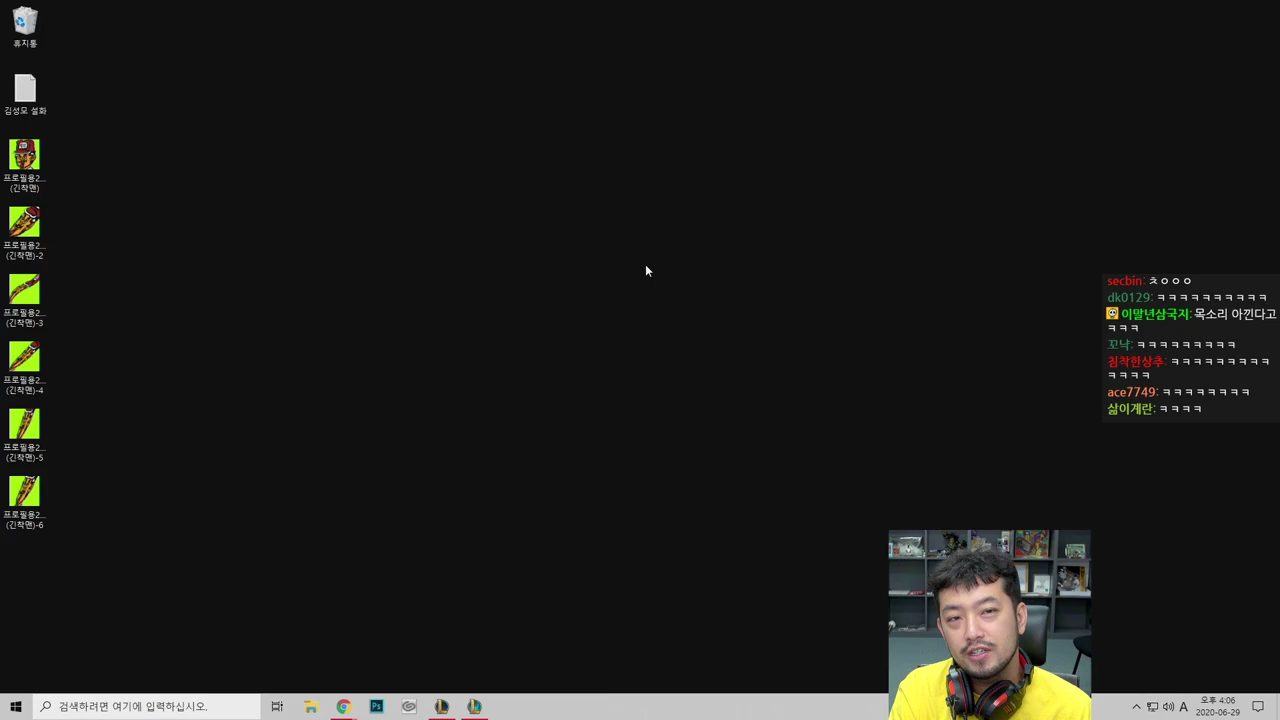 휴지통
김성모 설화
프로필용2...
(긴착맨)
프로필용2...
(긴착맨)-2
프로필용2...
(긴착맨)-3
프로필용2...
(긴착맨)-4
프로필용2...
(긴착맨)-5
프로필용2...
(긴착맨)-6
secbin: ㅊㅇㅇㅇ
dk0129: ㅋㅋㅋㅋㅋㅋㅋㅋㅋㅋ
이말년삼국지: 목소리 아낀다고
ㅋㅋㅋ
꼬냑: ㅋㅋㅋㅋㅋㅋㅋㅋㅋ
침착한상추: ㅋㅋㅋㅋㅋㅋㅋㅋㅋ
ㅋㅋㅋㅋ
ace7749: ㅋㅋㅋㅋㅋㅋㅋㅋ
삶이계란: ㅋㅋㅋㅋ
검색하려면 여기에 입력하십시오.
Ps
A
오후 4:06
2020-06-29